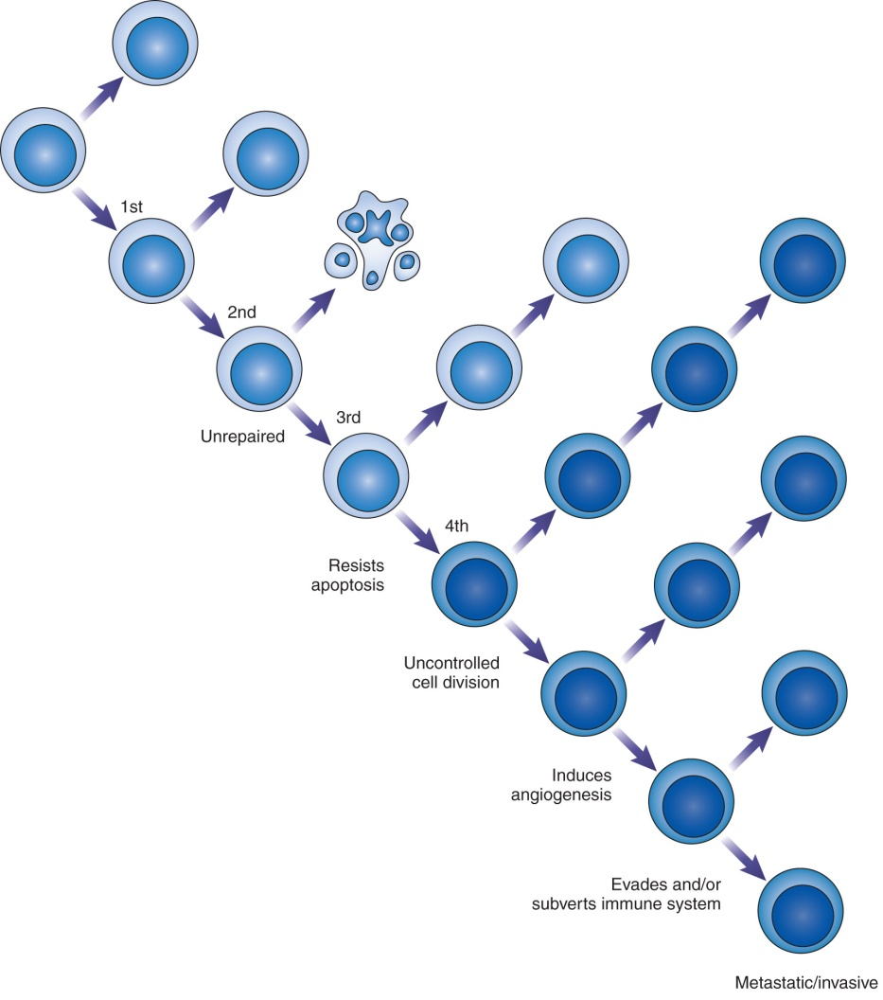 1st
2nd
Unrepaired
3rd
Resists
apoptosis
4th
Uncontrolled
cell division
Induces
angiogenesis
Evades and/or
subverts immune system
Metastatic/invasive